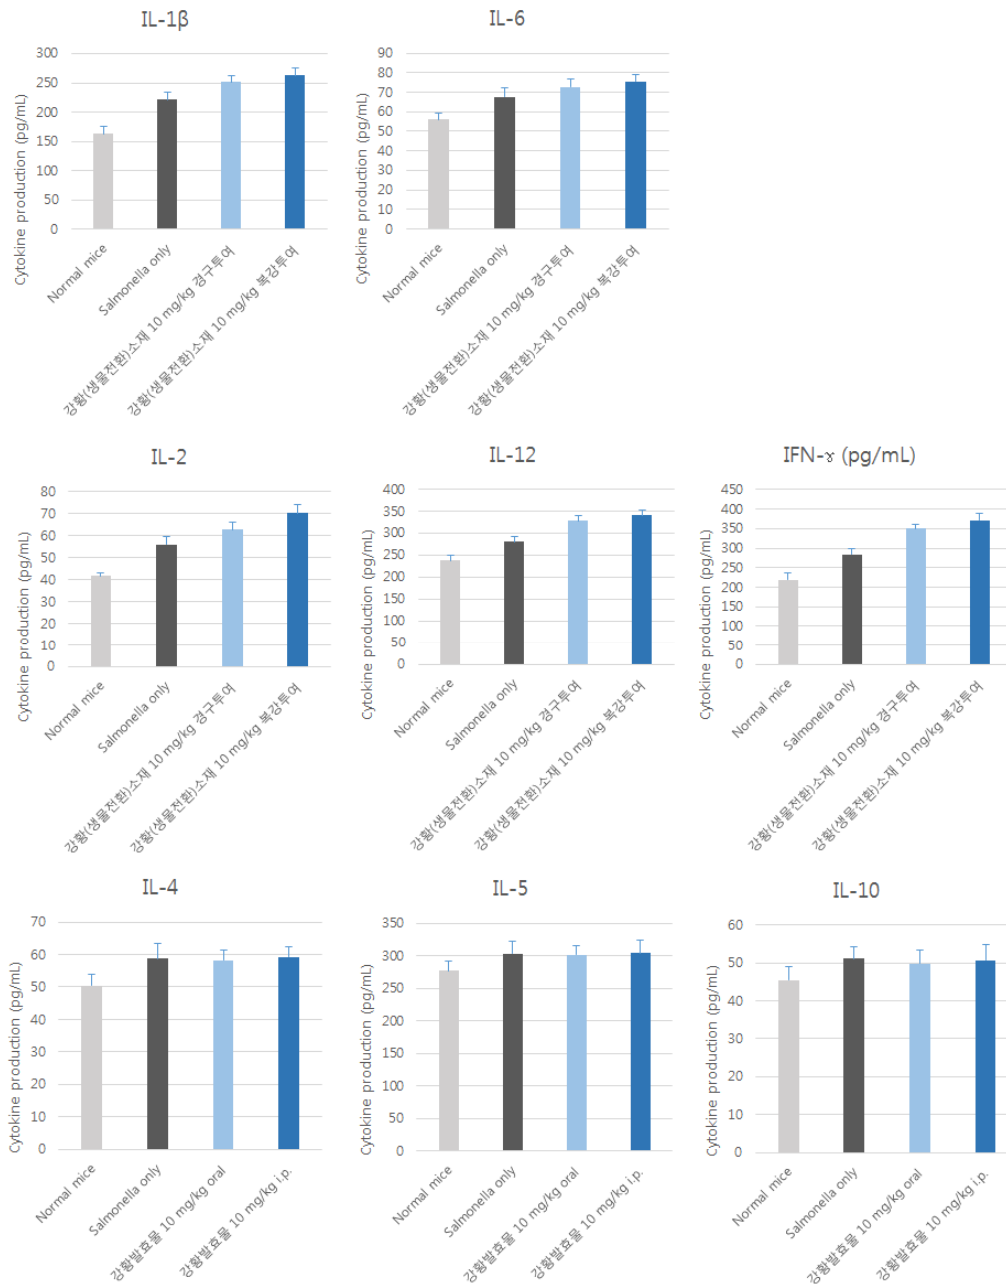 IL-1β
IL-6
Cytokine production (pg/mL)
300
250
200
150
100
50
0
Normal mice
Salmonella only
강황(생물전환)소재 10 mg/kg 경구투여
강황(생물전환)소재 10 mg/kg 복강투여
Cytokine production (pg/mL)
90
80
70
60
50
40
30
20
10
0
Normal mice
Salmonella only
강황(생물전환)소재 10 mg/kg 경구투여
강황(생물전환)소재 10 mg/kg 복강투여
IL-2
IL-12
IFN-ɤ (pg/mL)
Cytokine production (pg/mL)
80
70
60
50
40
30
20
10
0
Normal mice
Salmonella only
강황(생물전환)소재 10 mg/kg 경구투여
강황(생물전환)소재 10 mg/kg 복강투여
Cytokine production (pg/mL)
400
350
300
250
200
150
100
50
0
Normal mice
Salmonella only
강황(생물전환)소재 10 mg/kg 경구투여
강황(생물전환)소재 10 mg/kg 복강투여
Cytokine production (pg/mL)
450
400
350
300
250
200
150
100
50
0
Normal mice
Salmonella only
강황(생물전환)소재 10 mg/kg 경구투여
강황(생물전환)소재 10 mg/kg 복강투여
IL-4
IL-5
IL-10
Cytokine production (pg/mL)
70
60
50
40
30
20
10
0
Normal mice
Salmonella only
강황발효물 10 mg/kg oral
강황발효물 10 mg/kg i.p.
Cytokine production (pg/mL)
350
300
250
200
150
100
50
0
Normal mice
Salmonella only
강황발효물 10 mg/kg oral
강황발효물 10 mg/kg i.p.
Cytokine production (pg/mL)
60
50
40
30
20
10
0
Normal mice
Salmonella only
강황발효물 10 mg/kg oral
강황발효물 10 mg/kg i.p.